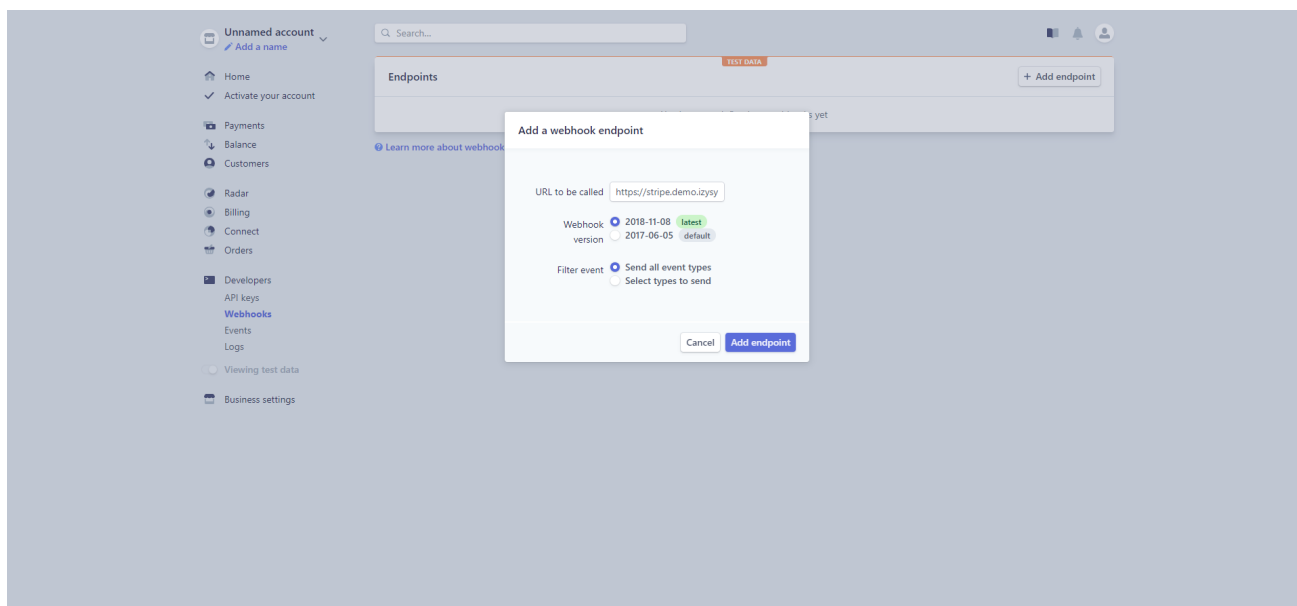 Unnamed account
Add a name
Search...
Home
Activate your account
Payments
Balance
Customers
Radar
Billing
Connect
Orders
Developers
API keys
Webhooks
Events
Logs
Viewing test data
Business settings
TEST DATA
Endpoints
+ Add endpoint
s yet
Learn more about webhook
Add a webhook endpoint
URL to be called https://stripe.demo.izysy
Webhook version
2018-11-08 latest
2017-06-05 default
Filter event
Send all event types
Select types to send
Cancel
Add endpoint